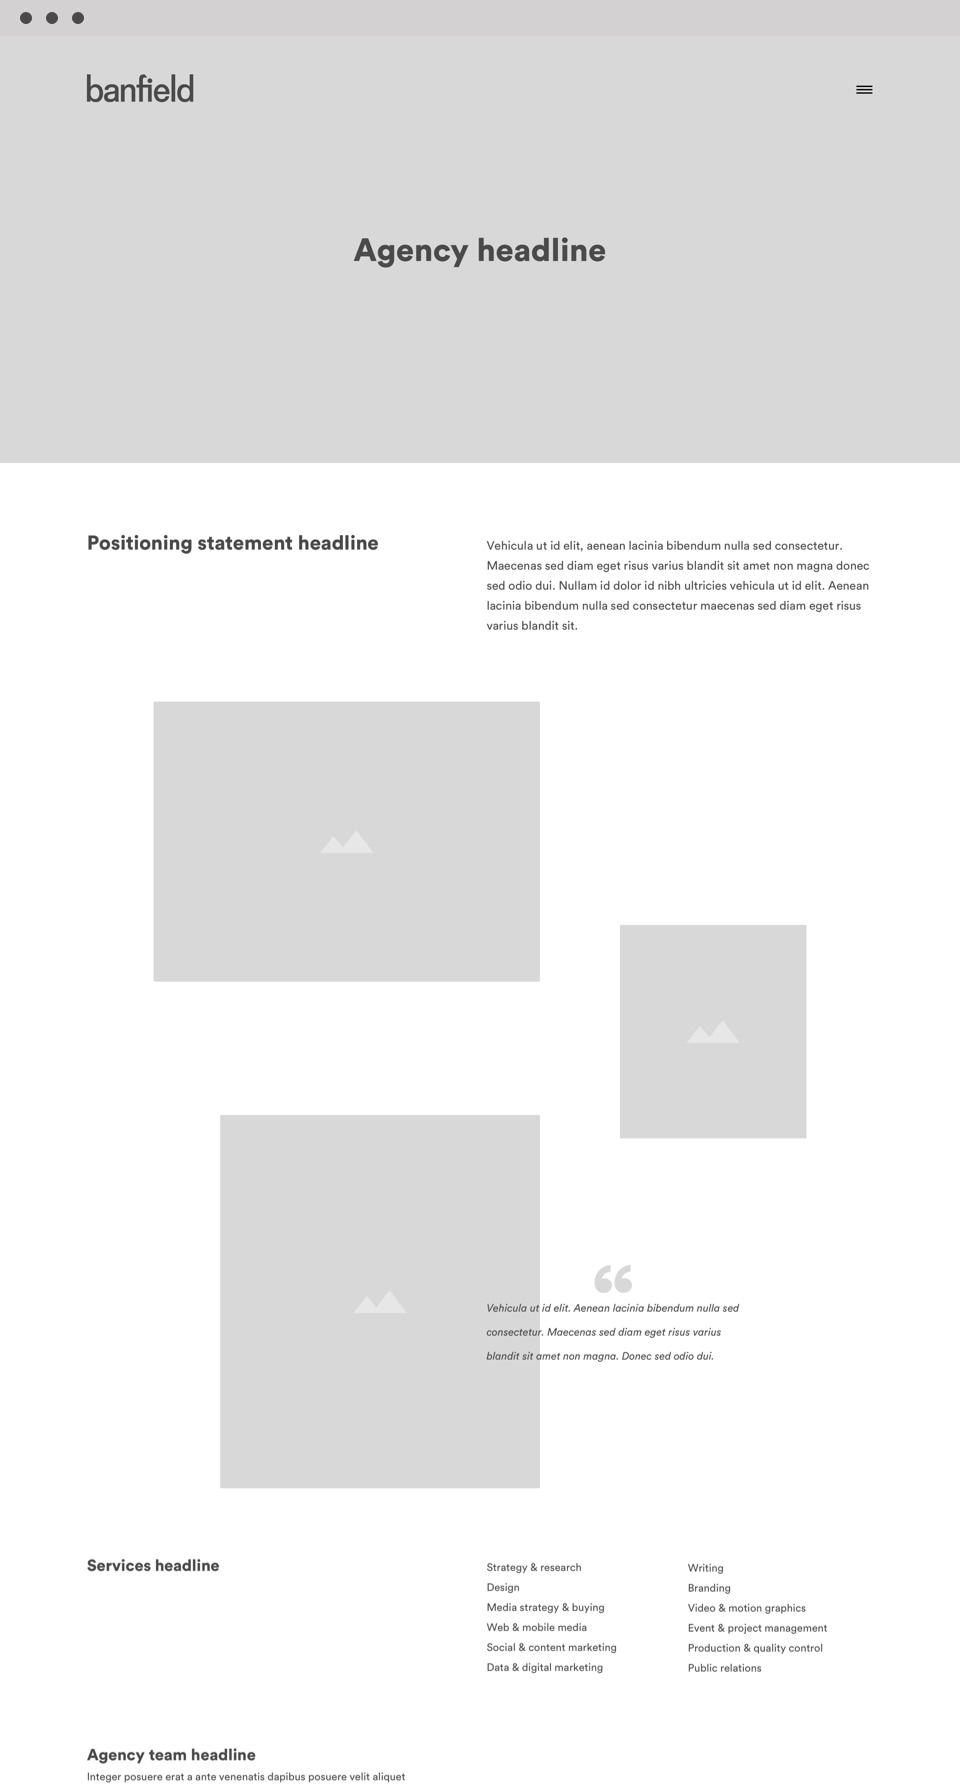 banfield
Agency headline
Positioning statement headline
Vehicula ut id elit, aenean lacinia bibendum nulla sed consectetur.
Maecenas sed diam eget risus varius blandit sit amet non magna donec
sed odio dui. Nullam id dolor id nibh ultricies vehicula ut id elit. Aenean
lacinia bibendum nulla sed consectetur maecenas sed diam eget risus
varius blandit sit.
“
Vehicula ut id elit. Aenean lacinia bibendum nulla sed
consectetur. Maecenas sed diam eget risus varius
blandit sit amet non magna. Donec sed odio dui.
Services headline
Strategy & research
Design
Media strategy & buying
Web & mobile media
Social & content marketing
Data & digital marketing
Writing
Branding
Video & motion graphics
Event & project management
Production & quality control
Public relations
Agency team headline
Integer posuere erat a ante venenatis dapibus posuere velit aliquet